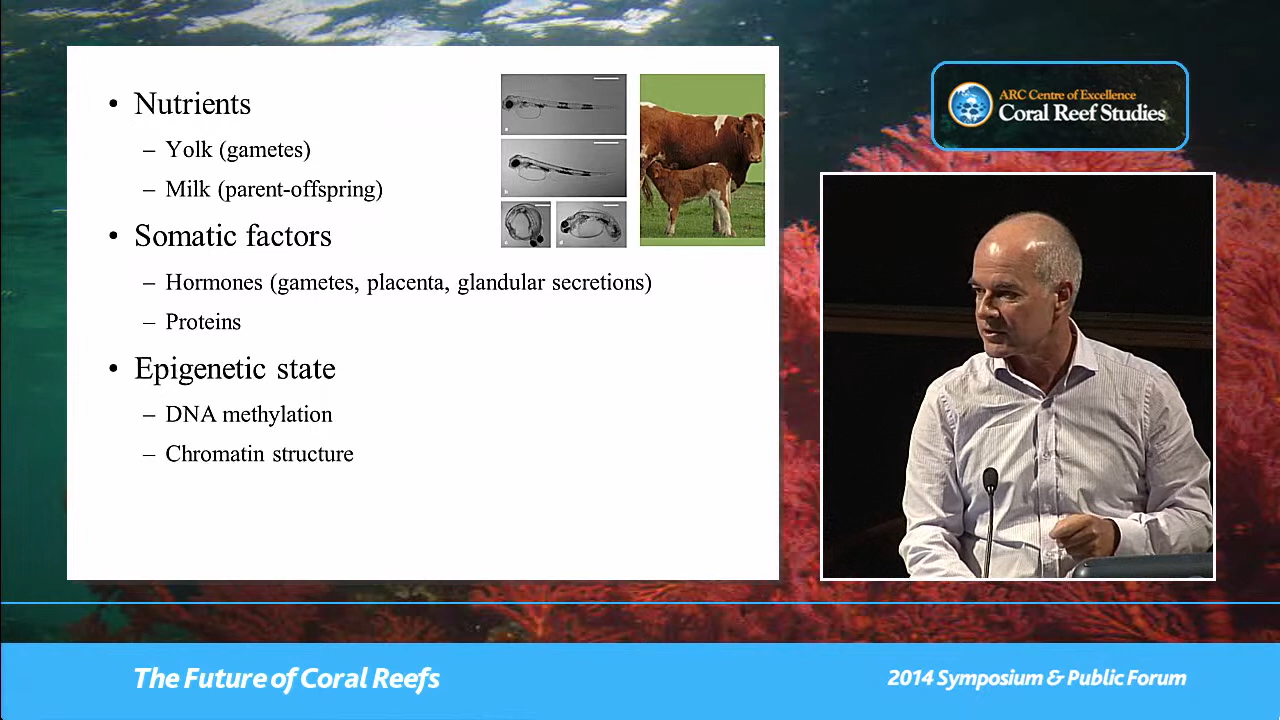 • Nutrients
– Yolk (gametes)
– Milk (parent-offspring)
• Somatic factors
– Hormones (gametes, placenta, glandular secretions)
– Proteins
• Epigenetic state
– DNA methylation
– Chromatin structure
a
b
c
d
ARC Centre of Excellence
Coral Reef Studies
The Future of Coral Reefs
2014 Symposium & Public Forum